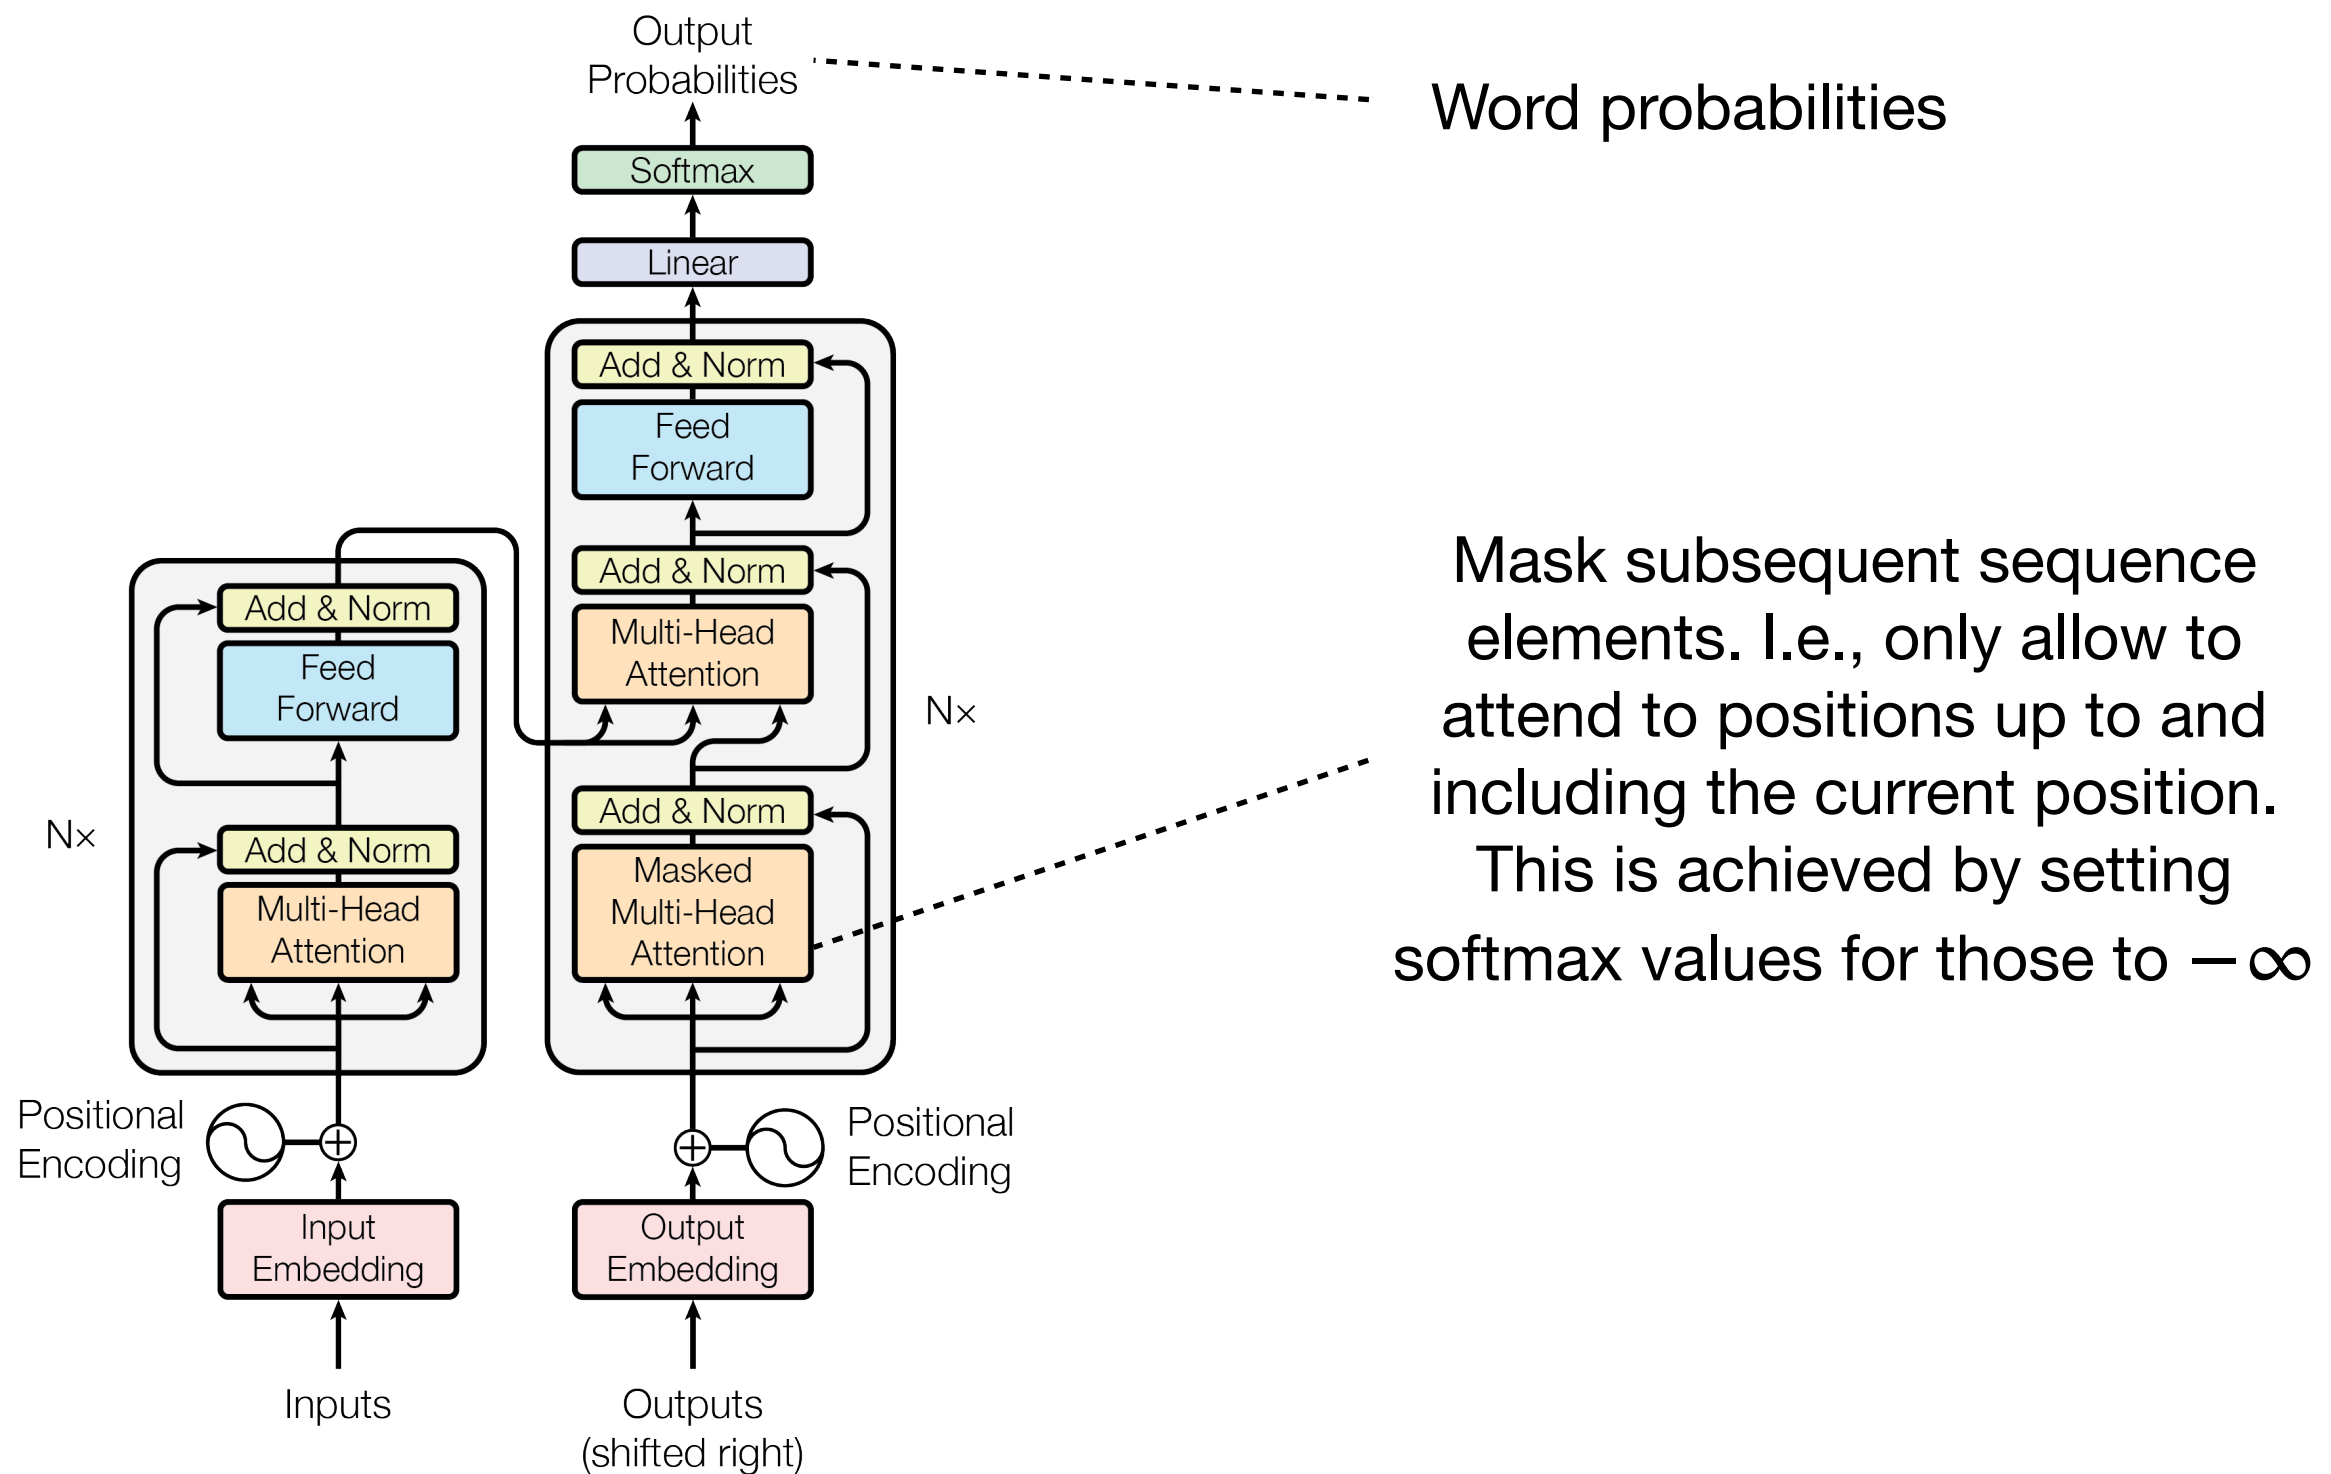 Output
Probabilities
Word probabilities
Softmax
Linear
Add & Norm
Feed
Forward
Add & Norm
Multi-Head
Attention
Add & Norm
Masked
Multi-Head
Attention
N×
Add & Norm
Feed
Forward
Add & Norm
Multi-Head
Attention
N×
Mask subsequent sequence
elements. I.e., only allow to
attend to positions up to and
including the current position.
This is achieved by setting
softmax values for those to −∞
Positional
Encoding
Positional
Encoding
Input
Embedding
Output
Embedding
Inputs
Outputs
(shifted right)